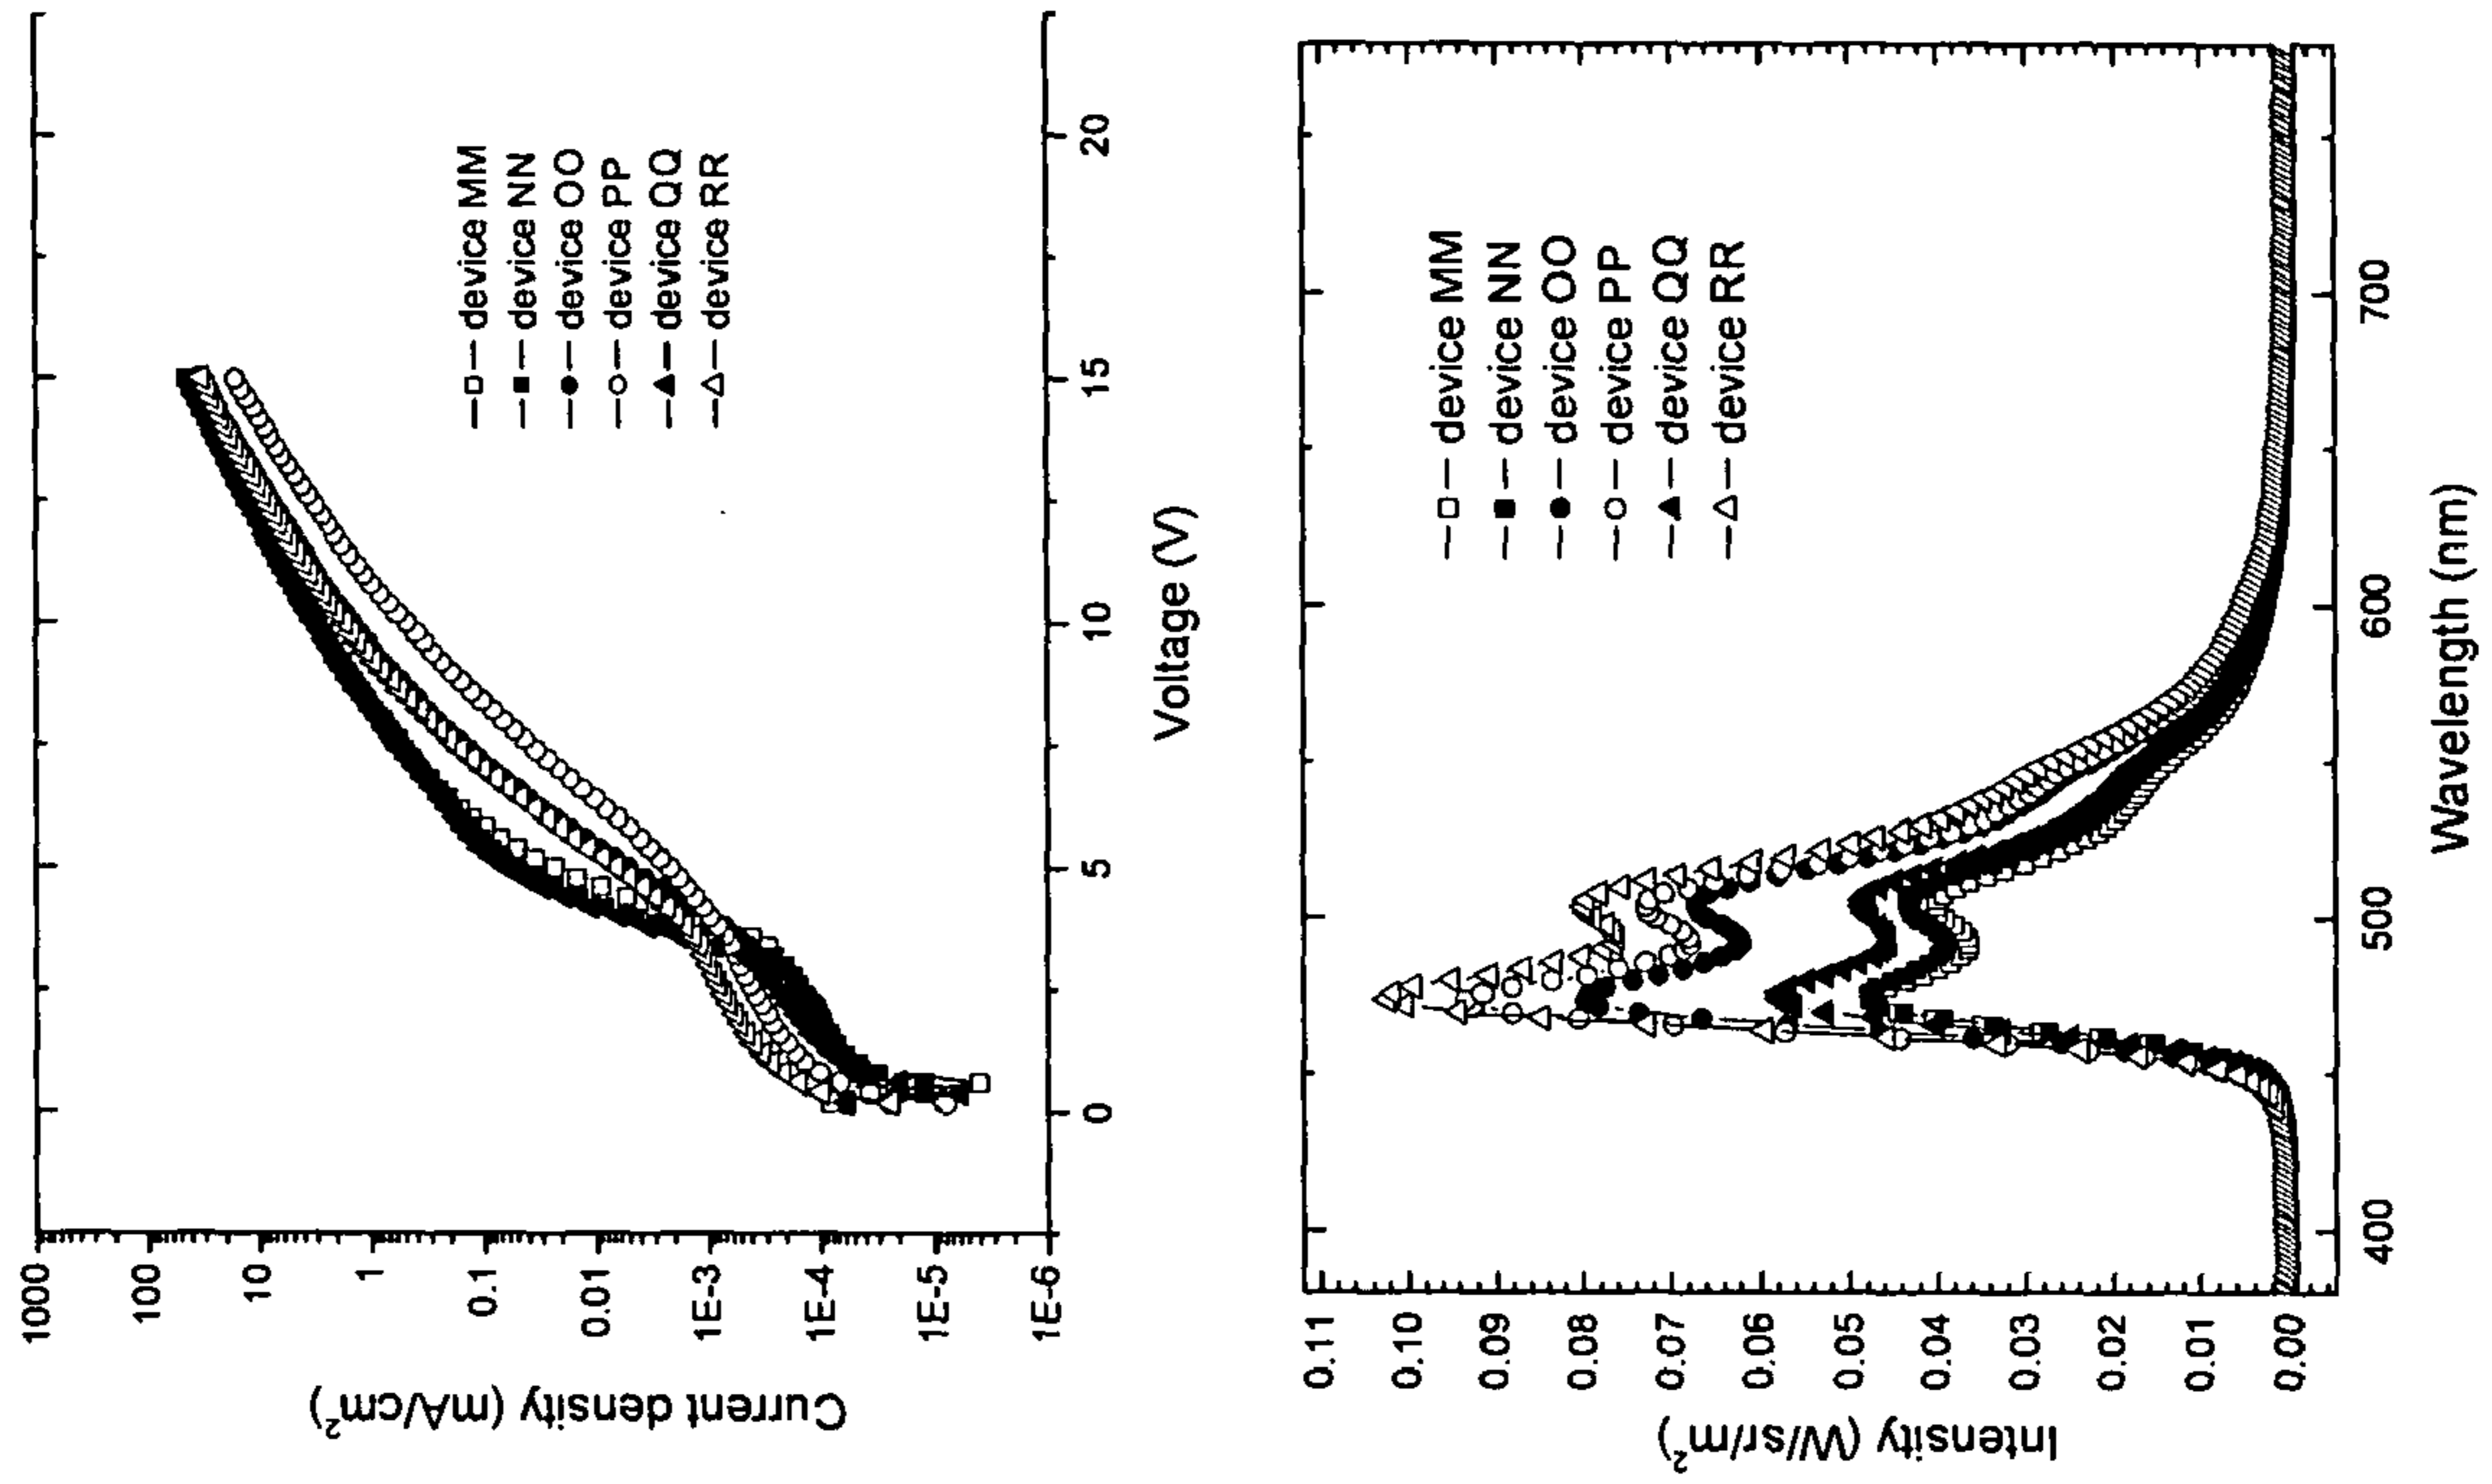 1000
100
10
1
0.1
0.01
1E-3
1E-4
1E-5
1E-6
Current density (mA/cm²)
0
5
10
15
20
Voltage (V)
device MM
device NN
device OO
device PP
device QQ
device RR
0.11
0.10
0.09
0.08
0.07
0.06
0.05
0.04
0.03
0.02
0.01
0.00
Intensity (W/sr/m²)
400
500
600
700
Wavelength (nm)
device MM
device NN
device OO
device PP
device QQ
device RR